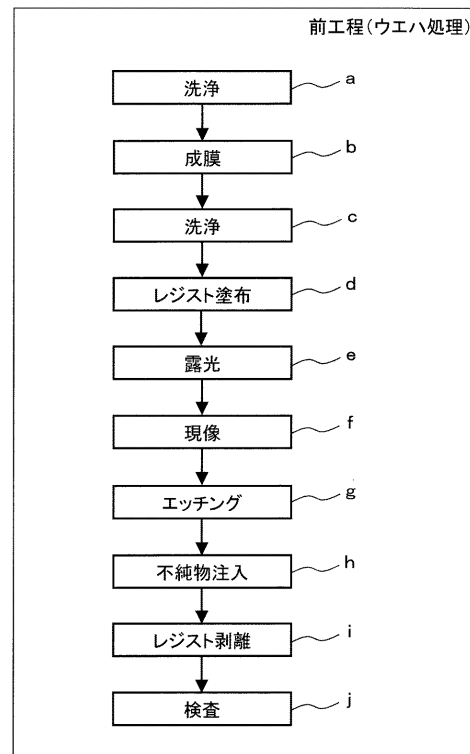 前工程(ウエハ処理)
洗浄 a
成膜 b
洗浄 c
レジスト塗布 d
露光 e
現像 f
エッチング g
不純物注入 h
レジスト剥離 i
検査 j